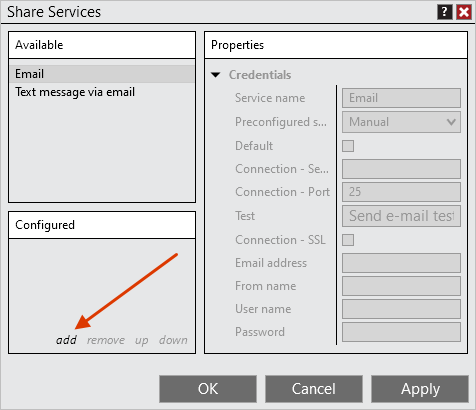 Share Services
?
Available
Email
Text message via email
Configured
add remove up down
Properties
Credentials
Service name Email
Preconfigured s... Manual
Default
Connection - Se...
Connection - Port 25
Test Send e-mail test
Connection - SSL
Email address
From name
User name
Password
OK Cancel Apply